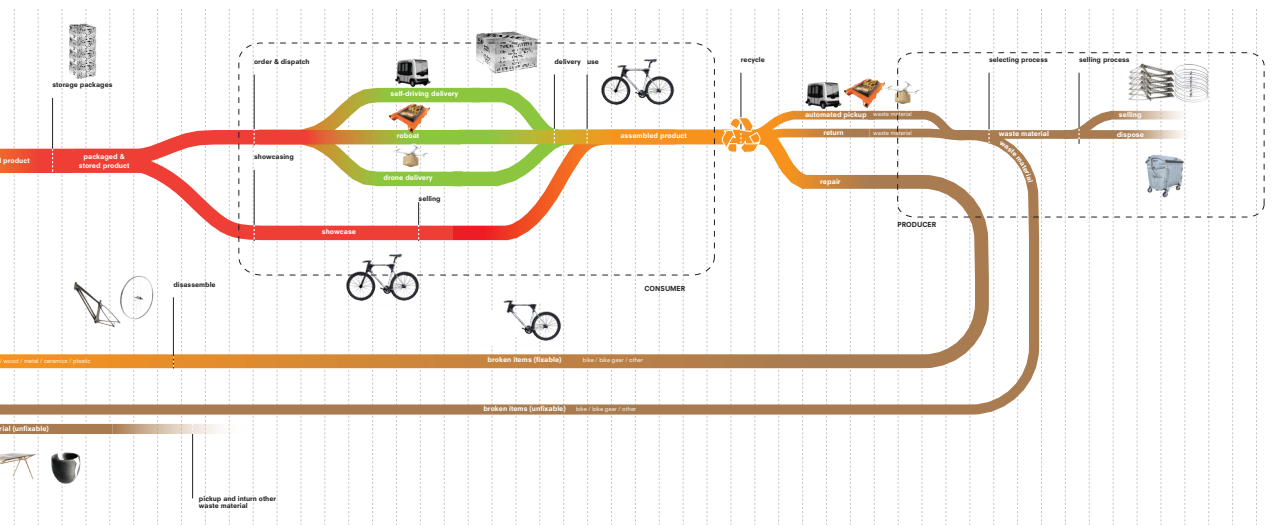 order & dispatch
delivery
use
recycle
selecting process
selling process
storage packages
self-driving delivery
automated pickup
waste material
selling
reboat
assembled product
return
waste material
waste material
dispose
product
packaged &
stored product
showcasing
waste material
drone delivery
repair
selling
showcase
PRODUCER
disassemble
CONSUMER
/ wood / metal / ceramics / plastic
broken items (fixable)
bike / bike gear / other
broken items (unfixable)
bike / bike gear / other
rial (unfixable)
pickup and inturn other
waste material